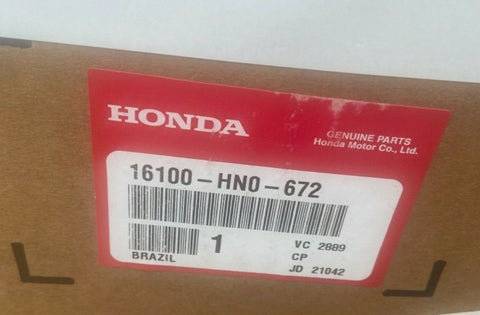 HONDA
GENUINE PARTS
Honda Motor Co., Ltd.
16100-HN0-672
1
VC 2889
BRAZIL
CP
JD 21042